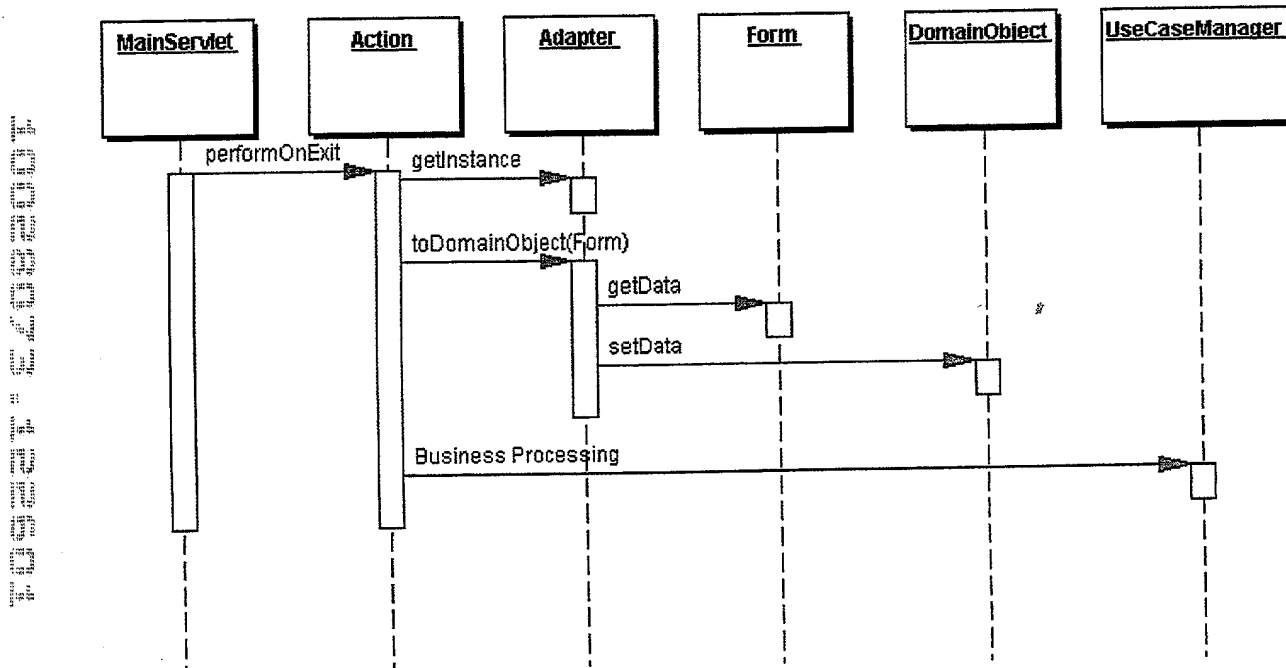 MainServlet
Action
Adapter
Form
DomainObject
UseCaseManager
performOnExit
getInstance
toDomainObject(Form)
getData
setData
Business Processing